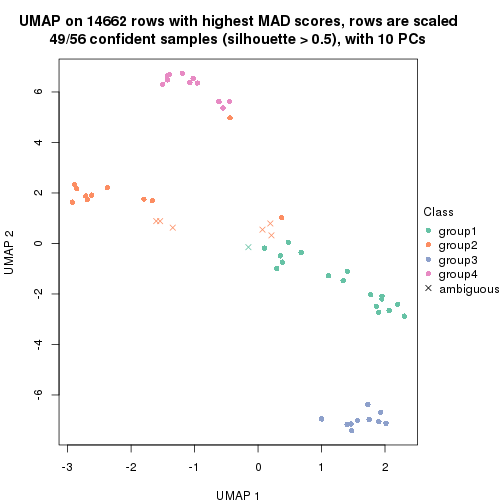 UMAP on 14662 rows with highest MAD scores, rows are scaled
49/56 confident samples (silhouette > 0.5), with 10 PCs
6
4
2
0
-2
-4
-6
UMAP 2
-3
-2
-1
0
1
2
UMAP 1
Class
group1
group2
group3
group4
ambiguous